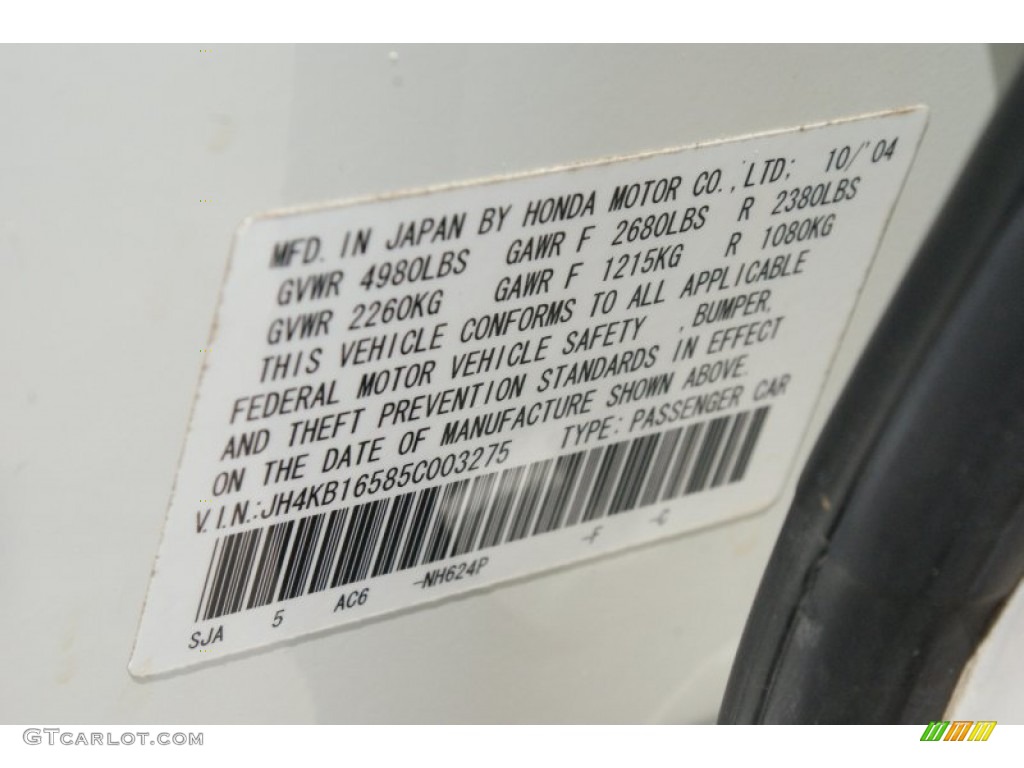 MFD. IN JAPAN BY HONDA MOTOR CO., LTD; 10/'04
GVWR 4980LBS GAWR F 2680LBS R 2380LBS
GVWR 2260KG GAWR F 1215KG R 1080KG
THIS VEHICLE CONFORMS TO ALL APPLICABLE
FEDERAL MOTOR VEHICLE SAFETY , BUMPER,
AND THEFT PREVENTION STANDARDS IN EFFECT
ON THE DATE OF MANUFACTURE SHOWN ABOVE.
V.I.N.:JH4KB16585C003275 TYPE: PASSENGER CAR
SJA 5 AC6 -NH624P -F -C
GTCARLOT.COM